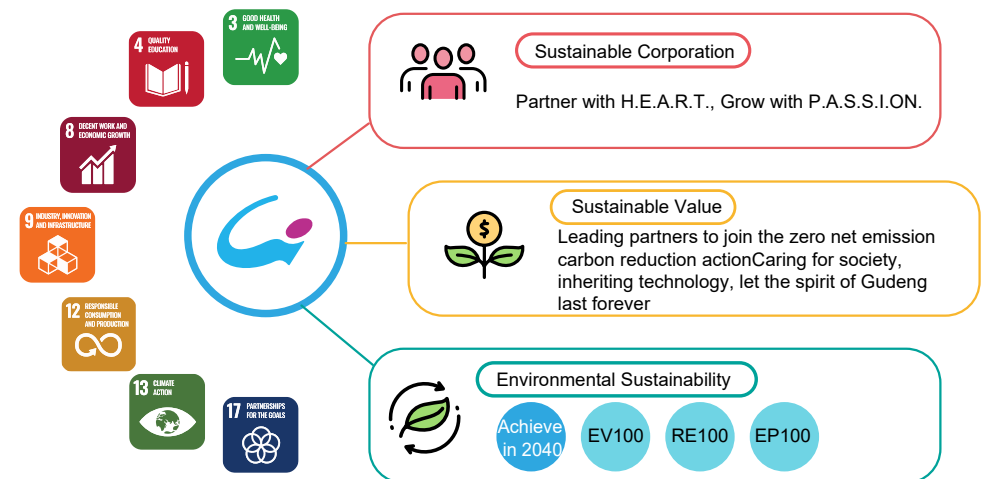 3 GOOD HEALTH
AND WELL-BEING
4 QUALITY
EDUCATION
8 DECENT WORK AND
ECONOMIC GROWTH
9 INDUSTRY, INNOVATION
AND INFRASTRUCTURE
12 RESPONSIBLE
CONSUMPTION
AND PRODUCTION
13 CLIMATE
ACTION
17 PARTNERSHIPS
FOR THE GOALS
Sustainable Corporation
Partner with H.E.A.R.T., Grow with P.A.S.S.I.ON.
$
Sustainable Value
Leading partners to join the zero net emission
carbon reduction actionCaring for society,
inheriting technology, let the spirit of Gudeng
last forever
Environmental Sustainability
Achieve
in 2040
EV100
RE100
EP100